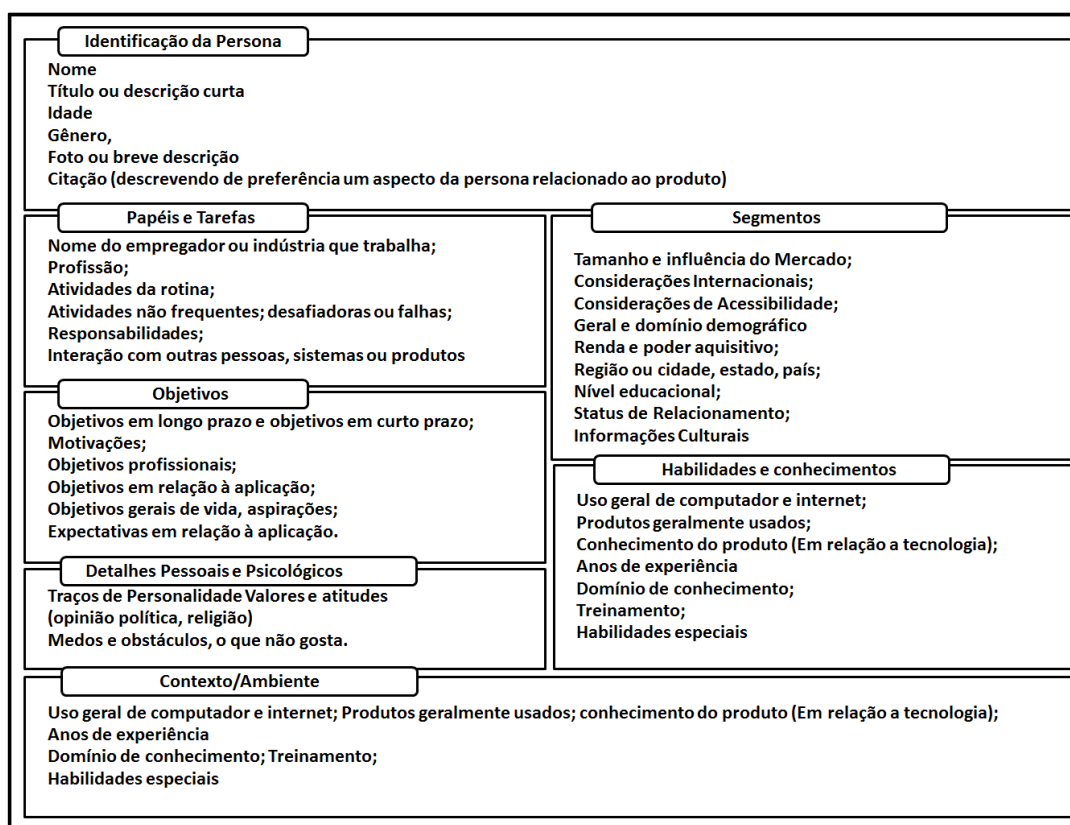 Identificação da Persona
Nome
Título ou descrição curta
Idade
Gênero,
Foto ou breve descrição
Citação (descrevendo de preferência um aspecto da persona relacionado ao produto)
Papéis e Tarefas
Nome do empregador ou indústria que trabalha;
Profissão;
Atividades da rotina;
Atividades não frequentes; desafiadoras ou falhas;
Responsabilidades;
Interação com outras pessoas, sistemas ou produtos
Segmentos
Tamanho e influência do Mercado;
Considerações Internacionais;
Considerações de Acessibilidade;
Geral e domínio demográfico
Renda e poder aquisitivo;
Região ou cidade, estado, país;
Nível educacional;
Status de Relacionamento;
Informações Culturais
Objetivos
Objetivos em longo prazo e objetivos em curto prazo;
Motivações;
Objetivos profissionais;
Objetivos em relação à aplicação;
Objetivos gerais de vida, aspirações;
Expectativas em relação à aplicação.
Habilidades e conhecimentos
Uso geral de computador e internet;
Produtos geralmente usados;
Conhecimento do produto (Em relação a tecnologia);
Anos de experiência
Domínio de conhecimento;
Treinamento;
Habilidades especiais
Detalhes Pessoais e Psicológicos
Traços de Personalidade Valores e atitudes
(opinião política, religião)
Medos e obstáculos, o que não gosta.
Contexto/Ambiente
Uso geral de computador e internet; Produtos geralmente usados; conhecimento do produto (Em relação a tecnologia);
Anos de experiência
Domínio de conhecimento; Treinamento;
Habilidades especiais